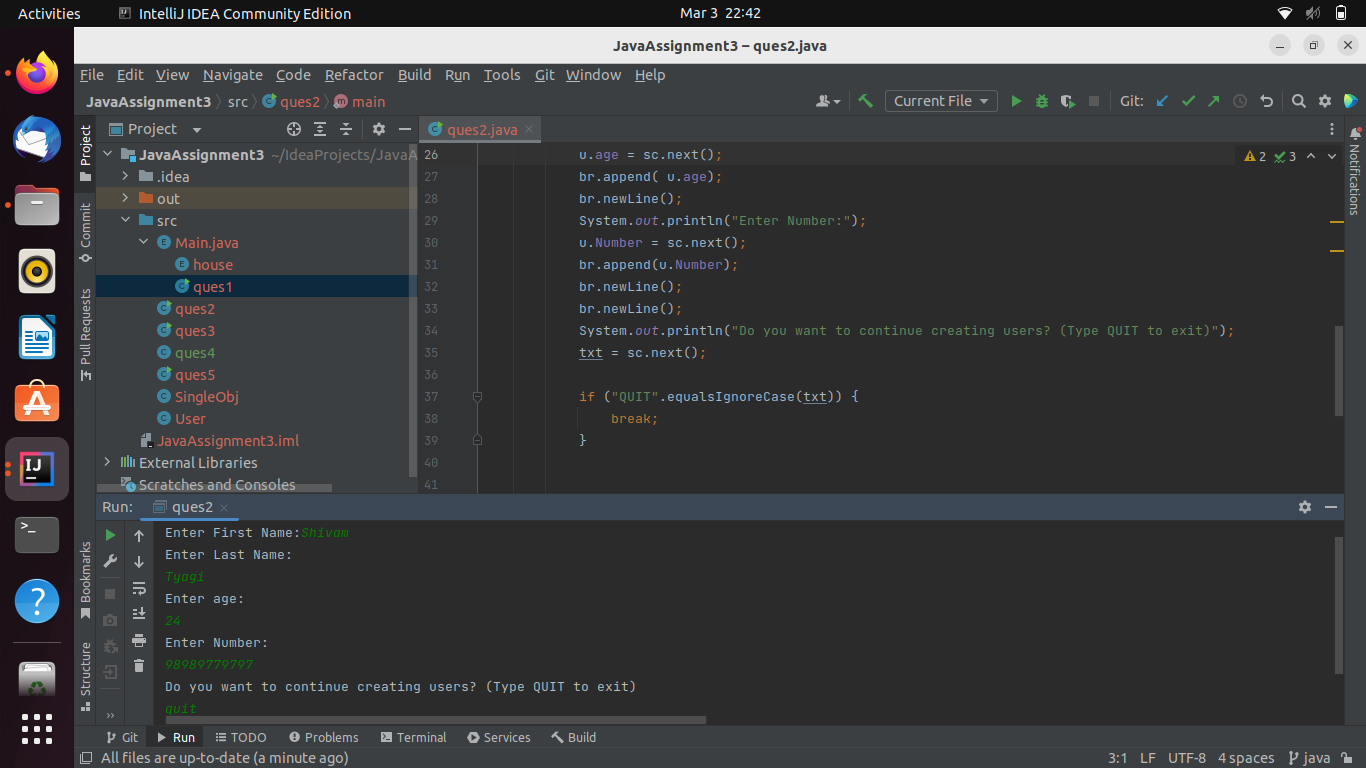 Activities IntelliJ IDEA Community Edition Mar 3 22:42
JavaAssignment3 – ques2.java
File Edit View Navigate Code Refactor Build Run Tools Git Window Help
JavaAssignment3 src ques2 main Current File Git:
Project
ques2.java
JavaAssignment3 ~/IdeaProjects/JavaA
.idea
out
src
Main.java
house
ques1
ques2
ques3
ques4
ques5
SingleObj
User
JavaAssignment3.iml
External Libraries
Scratches and Consoles
Project
Commit
Pull Requests
Bookmarks
Structure
Notifications
2 3
26 u.age = sc.next();
27 br.append( u.age);
28 br.newLine();
29 System.out.println("Enter Number:");
30 u.Number = sc.next();
31 br.append(u.Number);
32 br.newLine();
33 br.newLine();
34 System.out.println("Do you want to continue creating users? (Type QUIT to exit)");
35 txt = sc.next();
36
37 if ("QUIT".equalsIgnoreCase(txt)) {
38 break;
39 }
40
41
Run: ques2
Enter First Name:Shivam
Enter Last Name:
Tyagi
Enter age:
24
Enter Number:
98989779797
Do you want to continue creating users? (Type QUIT to exit)
quit
Git Run TODO Problems Terminal Services Build
All files are up-to-date (a minute ago) 3:1 LF UTF-8 4 spaces java